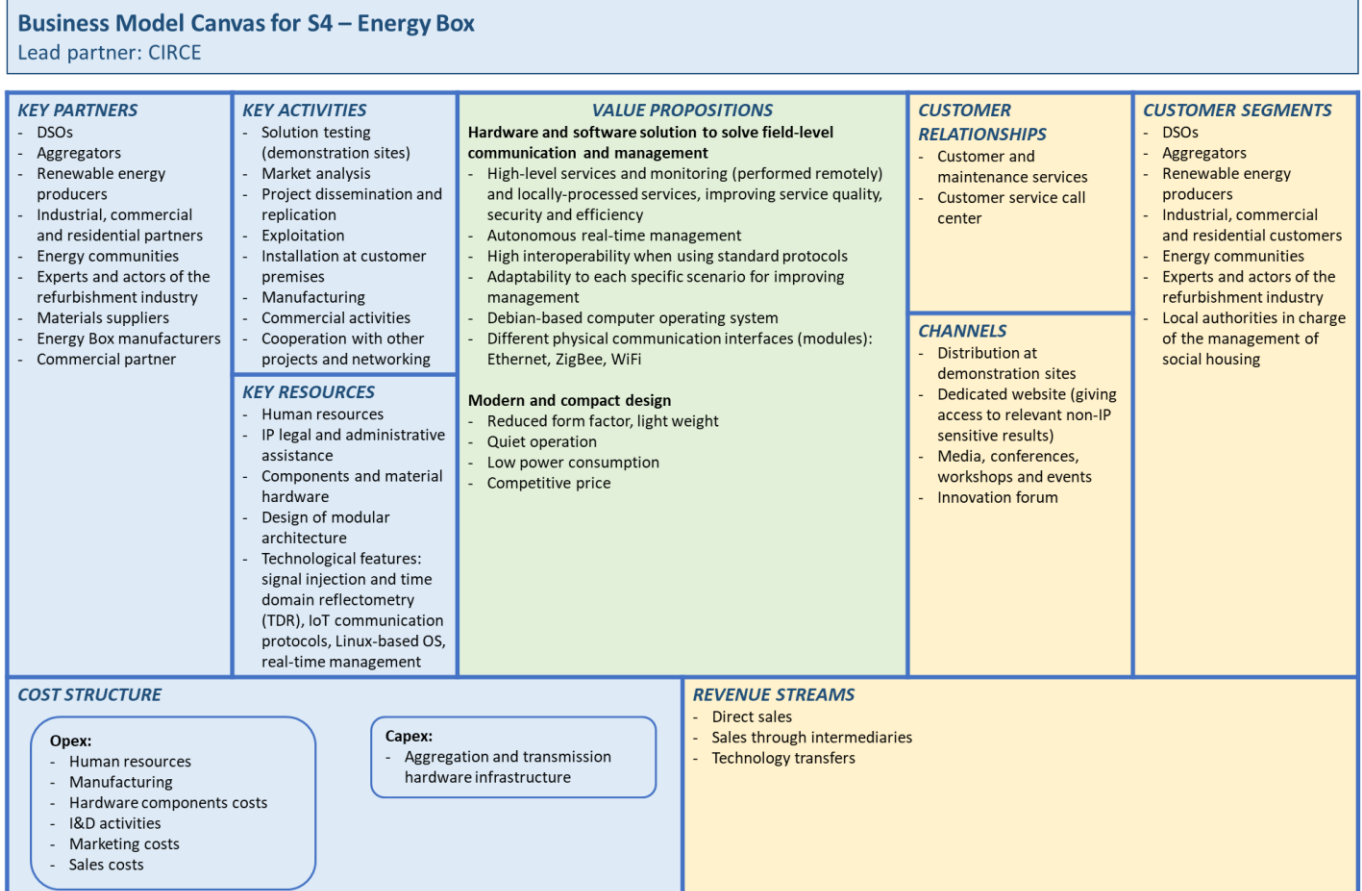 Business Model Canvas for S4 – Energy Box
Lead partner: CIRCE
KEY PARTNERS
- DSOs
- Aggregators
- Renewable energy
producers
- Industrial, commercial
and residential partners
- Energy communities
- Experts and actors of the
refurbishment industry
- Materials suppliers
- Energy Box manufacturers
- Commercial partner
KEY ACTIVITIES
- Solution testing
(demonstration sites)
- Market analysis
- Project dissemination and
replication
- Exploitation
- Installation at customer
premises
- Manufacturing
- Commercial activities
- Cooperation with other
projects and networking
KEY RESOURCES
- Human resources
- IP legal and administrative
assistance
- Components and material
hardware
- Design of modular
architecture
- Technological features:
signal injection and time
domain reflectometry
(TDR), IoT communication
protocols, Linux-based OS,
real-time management
VALUE PROPOSITIONS
Hardware and software solution to solve field-level
communication and management
- High-level services and monitoring (performed remotely)
and locally-processed services, improving service quality,
security and efficiency
- Autonomous real-time management
- High interoperability when using standard protocols
- Adaptability to each specific scenario for improving
management
- Debian-based computer operating system
- Different physical communication interfaces (modules):
Ethernet, ZigBee, WiFi
Modern and compact design
- Reduced form factor, light weight
- Quiet operation
- Low power consumption
- Competitive price
CUSTOMER
RELATIONSHIPS
- Customer and
maintenance services
- Customer service call
center
CHANNELS
- Distribution at
demonstration sites
- Dedicated website (giving
access to relevant non-IP
sensitive results)
- Media, conferences,
workshops and events
- Innovation forum
CUSTOMER SEGMENTS
- DSOs
- Aggregators
- Renewable energy
producers
- Industrial, commercial
and residential customers
- Energy communities
- Experts and actors of the
refurbishment industry
- Local authorities in charge
of the management of
social housing
COST STRUCTURE
Opex:
- Human resources
- Manufacturing
- Hardware components costs
- I&D activities
- Marketing costs
- Sales costs
Capex:
- Aggregation and transmission
hardware infrastructure
REVENUE STREAMS
- Direct sales
- Sales through intermediaries
- Technology transfers